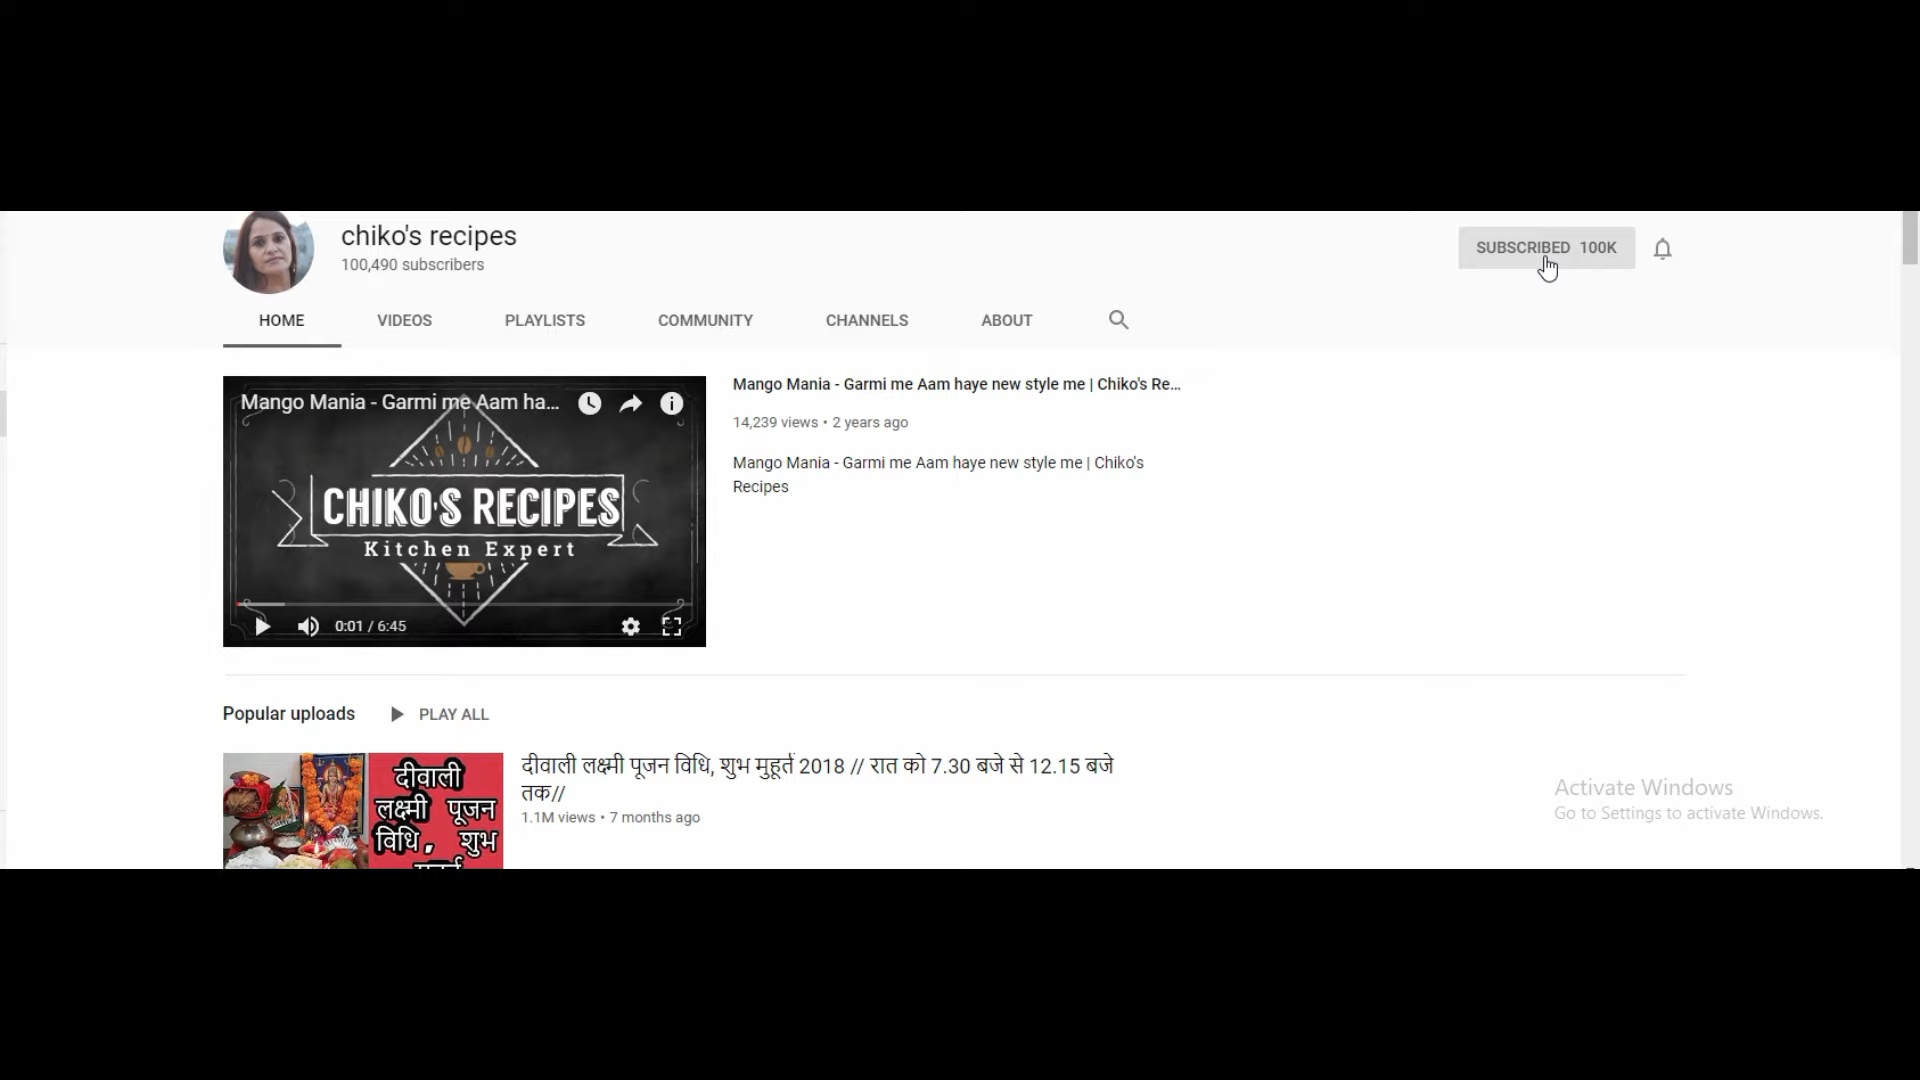 chiko's recipes
100,490 subscribers
SUBSCRIBED 100K
HOME VIDEOS PLAYLISTS COMMUNITY CHANNELS ABOUT
Mango Mania - Garmi me Aam ha...
CHIKO'S RECIPES
Kitchen Expert
0:01 / 6:45
Mango Mania - Garmi me Aam haye new style me | Chiko's Re...
14,239 views • 2 years ago
Mango Mania - Garmi me Aam haye new style me | Chiko's
Recipes
Popular uploads PLAY ALL
दीवाली
लक्ष्मी पूजन
विधि, शुभ
दीवाली लक्ष्मी पूजन विधि, शुभ मुहूर्त 2018 // रात को 7.30 बजे से 12.15 बजे
तक//
1.1M views • 7 months ago
Activate Windows
Go to Settings to activate Windows.